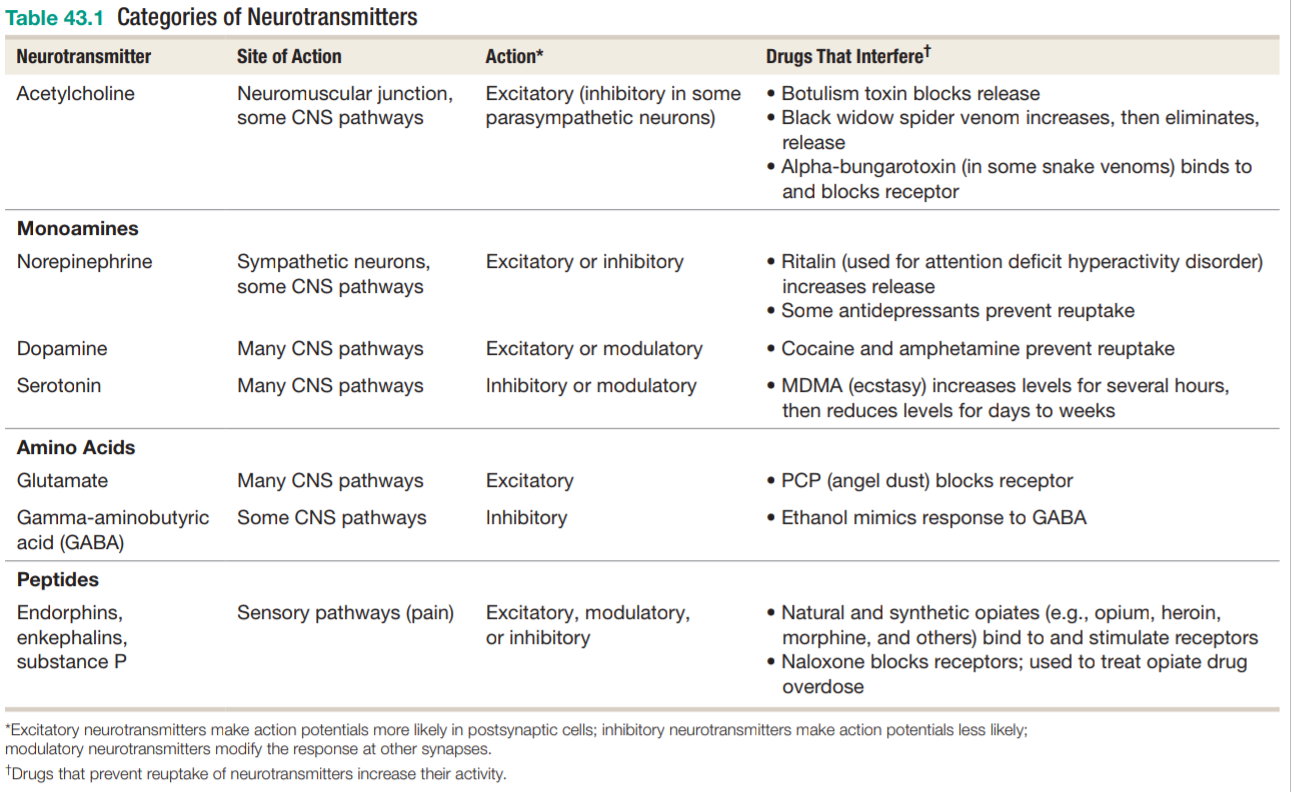 Table 43.1 Categories of Neurotransmitters
Neurotransmitter Site of Action Action* Drugs That Interfere†
Acetylcholine Neuromuscular junction, Excitatory (inhibitory in some • Botulism toxin blocks release
some CNS pathways parasympathetic neurons) • Black widow spider venom increases, then eliminates,
release
• Alpha-bungarotoxin (in some snake venoms) binds to
and blocks receptor
Monoamines
Norepinephrine Sympathetic neurons, Excitatory or inhibitory • Ritalin (used for attention deficit hyperactivity disorder)
some CNS pathways increases release
• Some antidepressants prevent reuptake
Dopamine Many CNS pathways Excitatory or modulatory • Cocaine and amphetamine prevent reuptake
Serotonin Many CNS pathways Inhibitory or modulatory • MDMA (ecstasy) increases levels for several hours,
then reduces levels for days to weeks
Amino Acids
Glutamate Many CNS pathways Excitatory • PCP (angel dust) blocks receptor
Gamma-aminobutyric Some CNS pathways Inhibitory • Ethanol mimics response to GABA
acid (GABA)
Peptides
Endorphins, Sensory pathways (pain) Excitatory, modulatory, • Natural and synthetic opiates (e.g., opium, heroin,
enkephalins, or inhibitory morphine, and others) bind to and stimulate receptors
substance P • Naloxone blocks receptors; used to treat opiate drug
overdose
*Excitatory neurotransmitters make action potentials more likely in postsynaptic cells; inhibitory neurotransmitters make action potentials less likely;
modulatory neurotransmitters modify the response at other synapses.
†Drugs that prevent reuptake of neurotransmitters increase their activity.